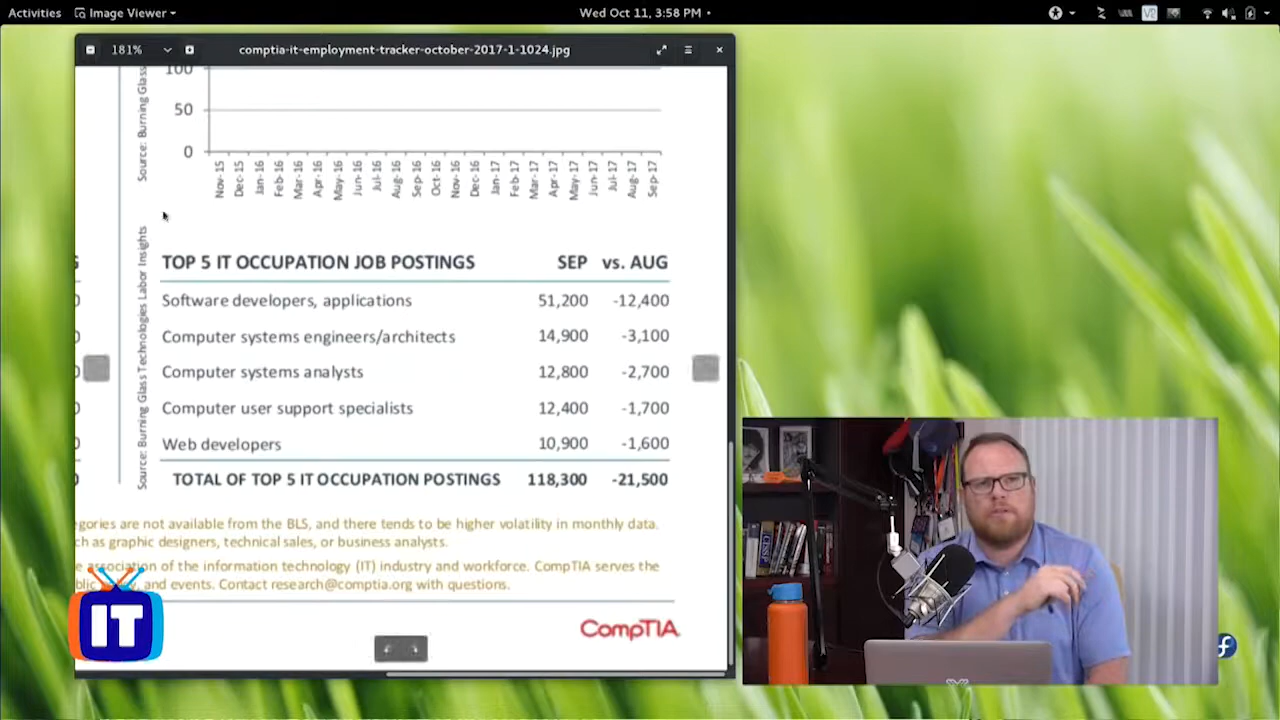 Activities Image Viewer Wed Oct 11, 3:58 PM
181% comptia-it-employment-tracker-october-2017-1-1024.jpg
100
50
0
Source: Burning Glass
Nov-15 Dec-15 Jan-16 Feb-16 Mar-16 Apr-16 May-16 Jun-16 Jul-16 Aug-16 Sep-16 Oct-16 Nov-16 Dec-16 Jan-17 Feb-17 Mar-17 Apr-17 May-17 Jun-17 Jul-17 Aug-17 Sep-17
Source: Burning Glass Technologies Labor Insights
TOP 5 IT OCCUPATION JOB POSTINGS SEP vs. AUG
Software developers, applications 51,200 -12,400
Computer systems engineers/architects 14,900 -3,100
Computer systems analysts 12,800 -2,700
Computer user support specialists 12,400 -1,700
Web developers 10,900 -1,600
TOTAL OF TOP 5 IT OCCUPATION POSTINGS 118,300 -21,500
egories are not available from the BLS, and there tends to be higher volatility in monthly data.
ch as graphic designers, technical sales, or business analysts.
association of the information technology (IT) industry and workforce. CompTIA serves the
and events. Contact research@comptia.org with questions.
IT
CompTIA
CISSP